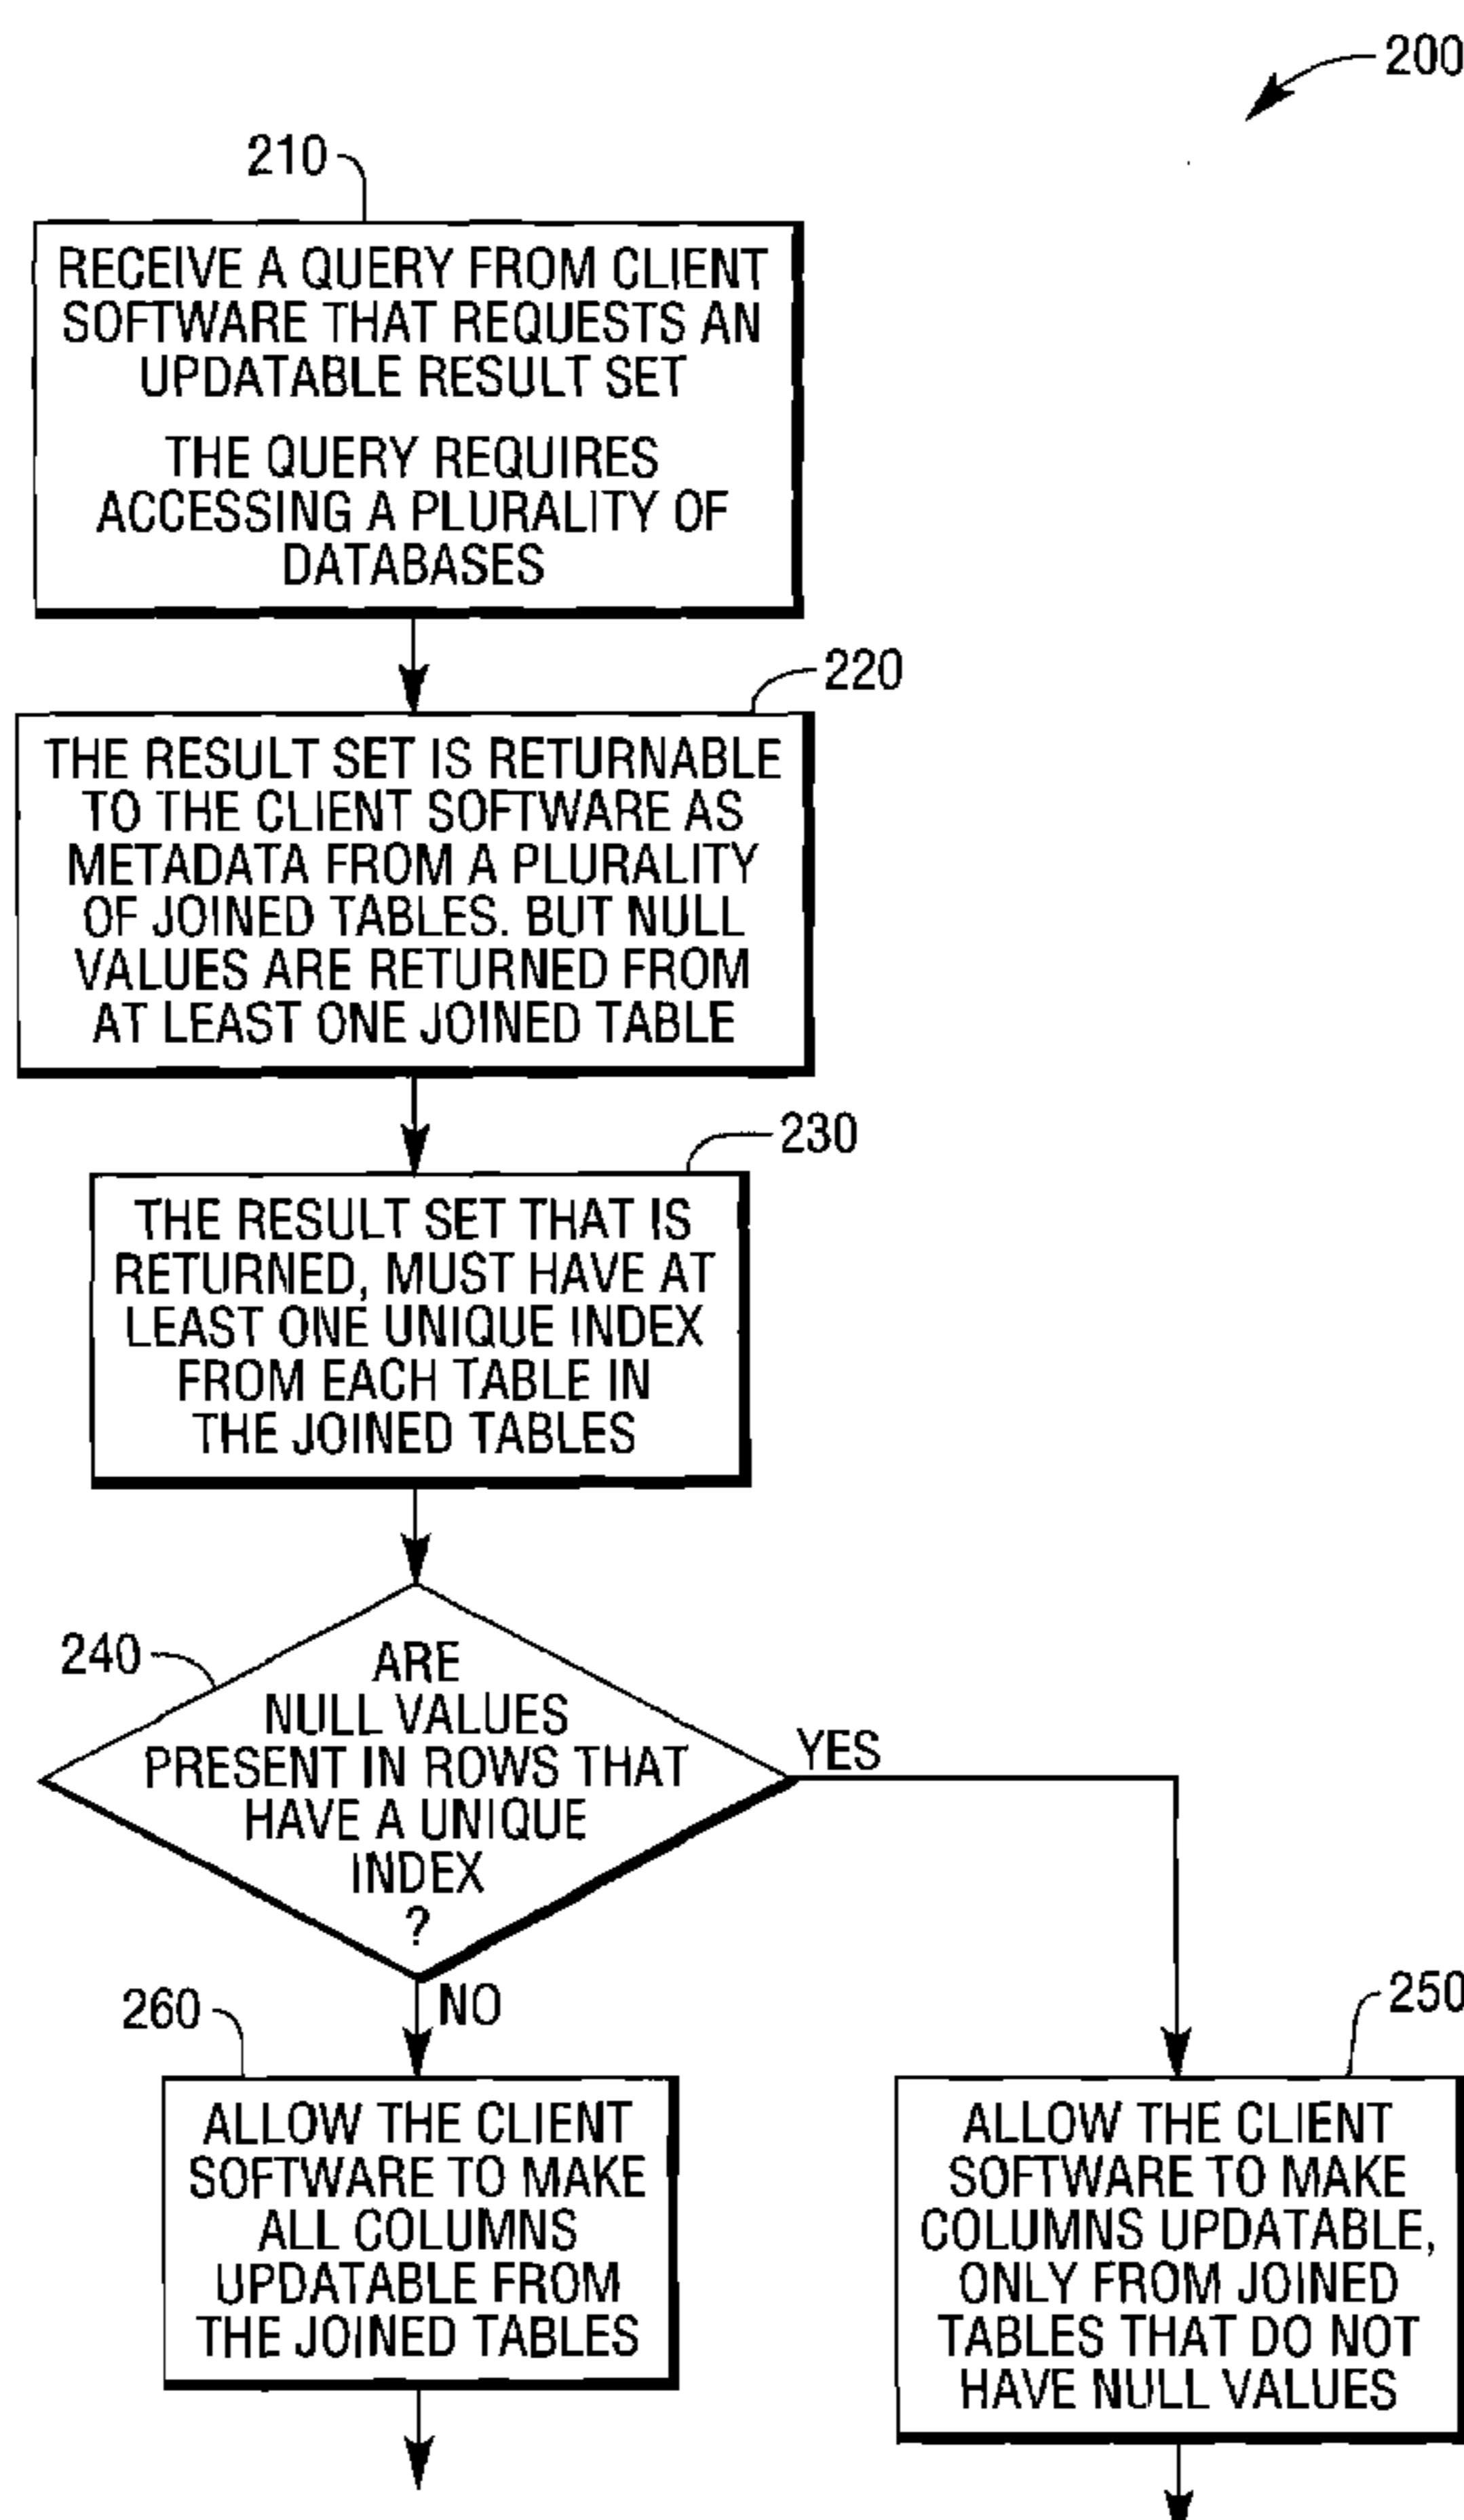 200
210
RECEIVE A QUERY FROM CLIENT
SOFTWARE THAT REQUESTS AN
UPDATABLE RESULT SET
THE QUERY REQUIRES
ACCESSING A PLURALITY OF
DATABASES
220
THE RESULT SET IS RETURNABLE
TO THE CLIENT SOFTWARE AS
METADATA FROM A PLURALITY
OF JOINED TABLES. BUT NULL
VALUES ARE RETURNED FROM
AT LEAST ONE JOINED TABLE
230
THE RESULT SET THAT IS
RETURNED, MUST HAVE AT
LEAST ONE UNIQUE INDEX
FROM EACH TABLE IN
THE JOINED TABLES
240
ARE
NULL VALUES
PRESENT IN ROWS THAT
HAVE A UNIQUE
INDEX
?
YES
NO
260
ALLOW THE CLIENT
SOFTWARE TO MAKE
ALL COLUMNS
UPDATABLE FROM
THE JOINED TABLES
250
ALLOW THE CLIENT
SOFTWARE TO MAKE
COLUMNS UPDATABLE,
ONLY FROM JOINED
TABLES THAT DO NOT
HAVE NULL VALUES